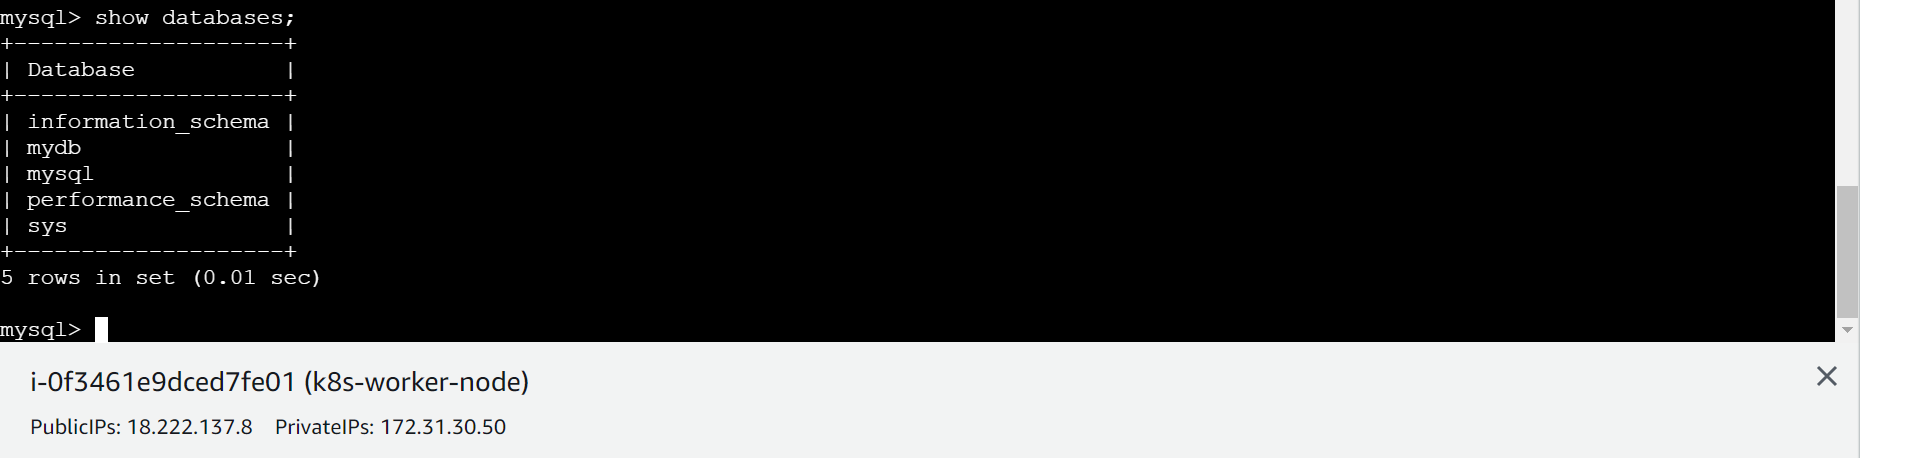 mysql> show databases;
+--------------------+
| Database           |
+--------------------+
| information_schema |
| mydb               |
| mysql              |
| performance_schema |
| sys                |
+--------------------+
5 rows in set (0.01 sec)
mysql>
i-0f3461e9dced7fe01 (k8s-worker-node)
PublicIPs: 18.222.137.8    PrivateIPs: 172.31.30.50